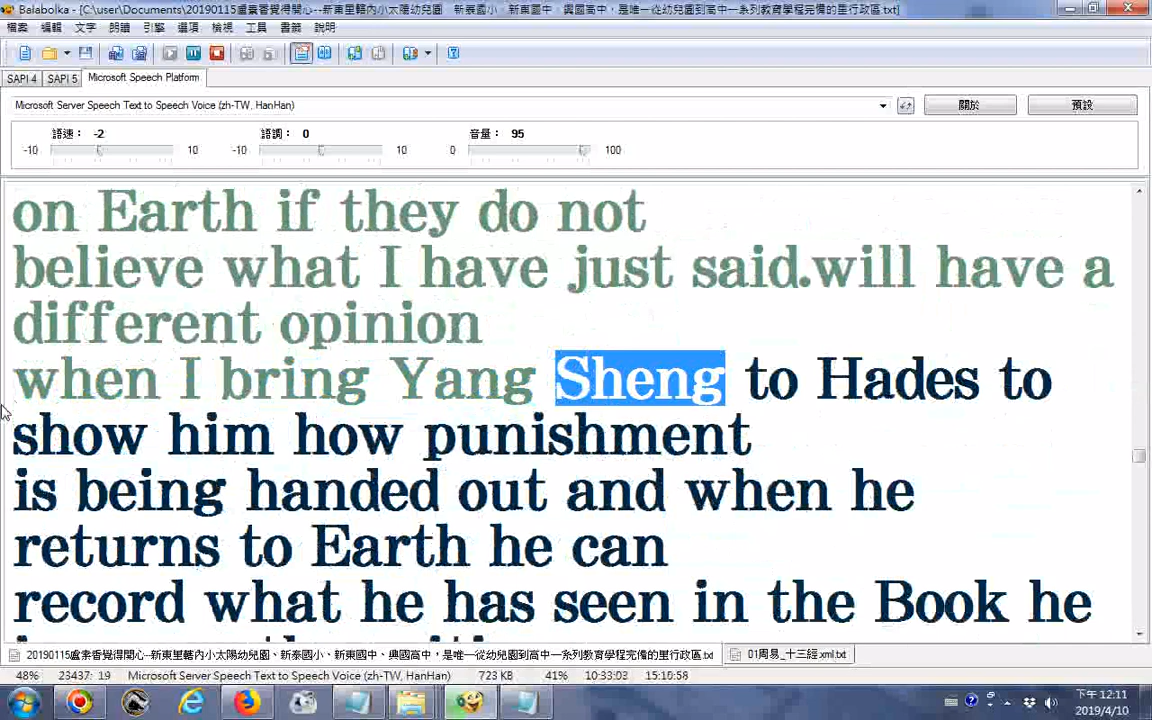 Balabolka - [C:\user\Documents\20190115盧素香覺得開心--新東里轄內小太陽幼兒園、新泰國小、新東國中、興國高中，是唯一從幼兒園到高中一系列教育學程完備的里行政區.txt]
檔案 編輯 文字 朗讀 引擎 選項 檢視 工具 書籤 說明
SAPI 4 SAPI 5 Microsoft Speech Platform
Microsoft Server Speech Text to Speech Voice (zh-TW, HanHan) 關於 預設
語速： -2 語調： 0 音量： 95
-10 10 -10 10 0 100
on Earth if they do not
believe what I have just said.will have a
different opinion
when I bring Yang Sheng to Hades to
show him how punishment
is being handed out and when he
returns to Earth he can
record what he has seen in the Book he
20190115盧素香覺得開心--新東里轄內小太陽幼兒園、新泰國小、新東國中、興國高中，是唯一從幼兒園到高中一系列教育學程完備的里行政區.txt 01周易_十三經.xml.txt
48% 23437: 19 Microsoft Server Speech Text to Speech Voice (zh-TW, HanHan) 723 KB 41% 10:33:03 15:10:58
下午 12:11
2019/4/10